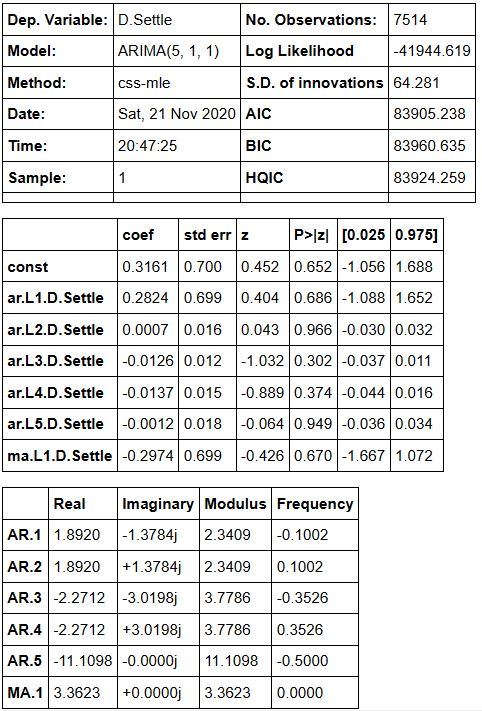 Dep. Variable: D.Settle No. Observations: 7514
Model: ARIMA(5, 1, 1) Log Likelihood -41944.619
Method: css-mle S.D. of innovations 64.281
Date: Sat, 21 Nov 2020 AIC 83905.238
Time: 20:47:25 BIC 83960.635
Sample: 1 HQIC 83924.259
coef std err z P>|z| [0.025 0.975]
const 0.3161 0.700 0.452 0.652 -1.056 1.688
ar.L1.D.Settle 0.2824 0.699 0.404 0.686 -1.088 1.652
ar.L2.D.Settle 0.0007 0.016 0.043 0.966 -0.030 0.032
ar.L3.D.Settle -0.0126 0.012 -1.032 0.302 -0.037 0.011
ar.L4.D.Settle -0.0137 0.015 -0.889 0.374 -0.044 0.016
ar.L5.D.Settle -0.0012 0.018 -0.064 0.949 -0.036 0.034
ma.L1.D.Settle -0.2974 0.699 -0.426 0.670 -1.667 1.072
Real Imaginary Modulus Frequency
AR.1 1.8920 -1.3784j 2.3409 -0.1002
AR.2 1.8920 +1.3784j 2.3409 0.1002
AR.3 -2.2712 -3.0198j 3.7786 -0.3526
AR.4 -2.2712 +3.0198j 3.7786 0.3526
AR.5 -11.1098 -0.0000j 11.1098 -0.5000
MA.1 3.3623 +0.0000j 3.3623 0.0000